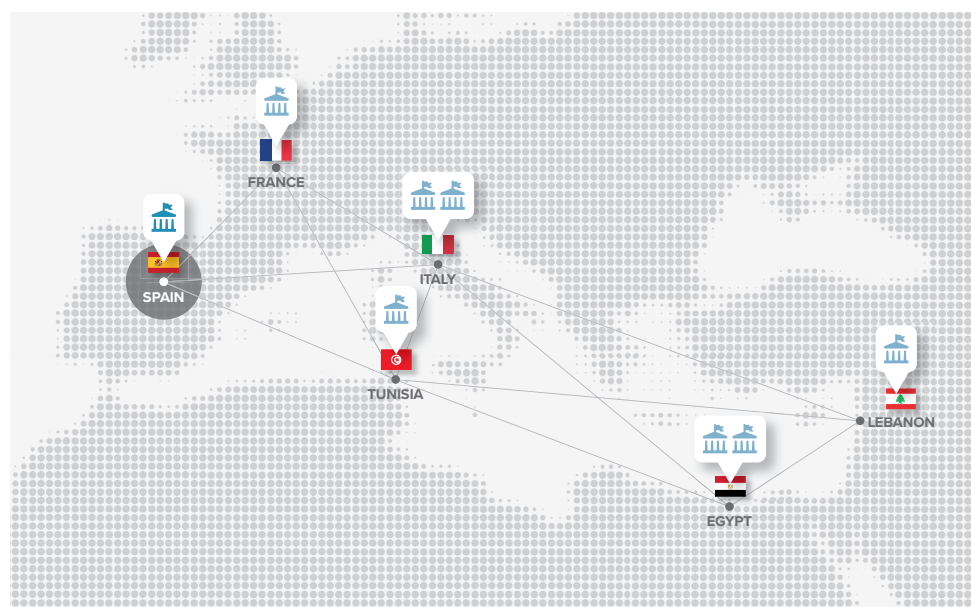 FRANCE
ITALY
SPAIN
TUNISIA
LEBANON
EGYPT